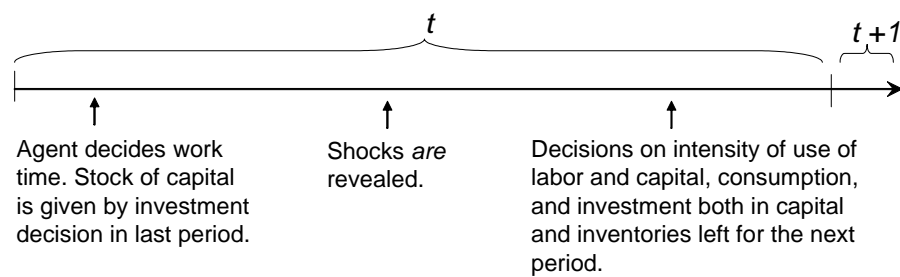 t
t +1
Agent decides work
time. Stock of capital
is given by investment
decision in last period.
Shocks are
revealed.
Decisions on intensity of use of
labor and capital, consumption,
and investment both in capital
and inventories left for the next
period.